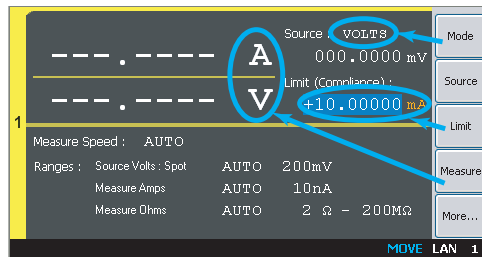 Source : VOLTS
---.---- A
000.0000 mV
Limit (Compliance) :
---.---- V
+10.00000 mA
1
Measure Speed : AUTO
Ranges : Source Volts : Spot AUTO 200mV
Measure Amps AUTO 10nA
Measure Ohms AUTO 2 Ω - 200MΩ
MOVE LAN 1
Mode
Source
Limit
Measure
More...